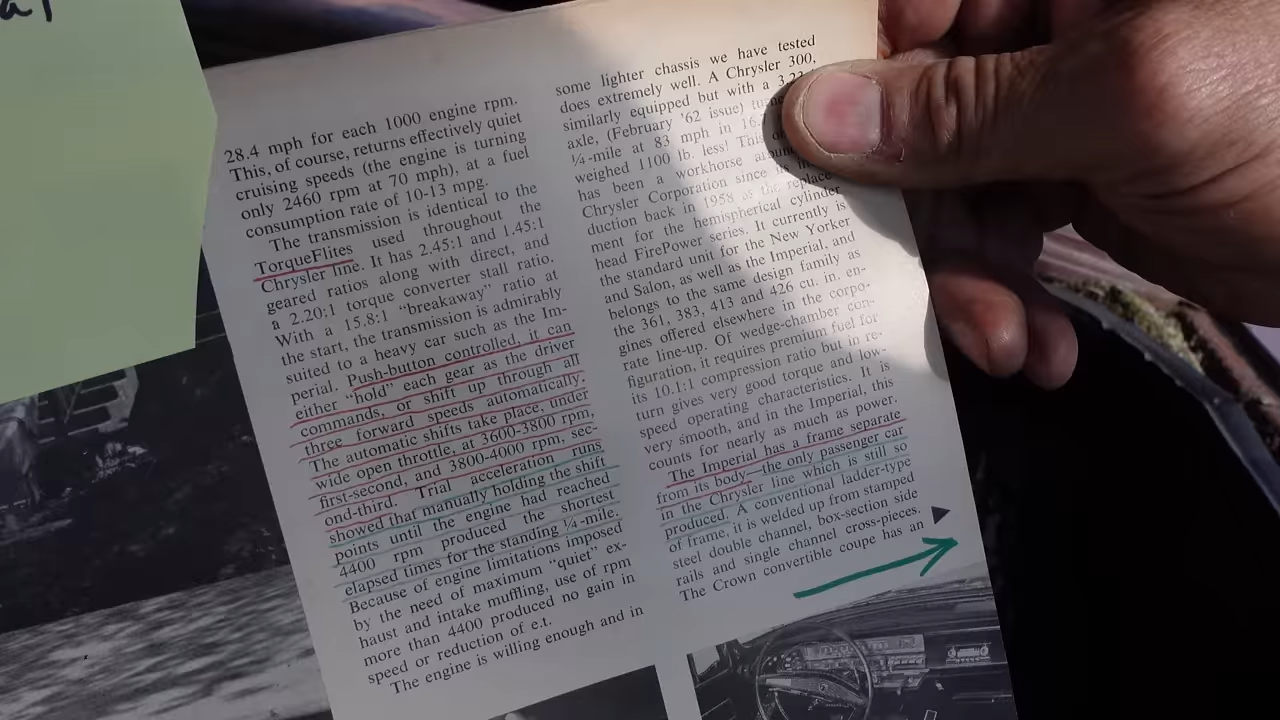 28.4 mph for each 1000 engine rpm.
This, of course, returns effectively quiet
cruising speeds (the engine is turning
only 2460 rpm at 70 mph), at a fuel
consumption rate of 10-13 mpg.
The transmission is identical to the
TorqueFlites used throughout the
Chrysler line. It has 2.45:1 and 1.45:1
geared ratios along with direct, and
a 2.20:1 torque converter stall ratio.
With a 15.8:1 "breakaway" ratio at
the start, the transmission is admirably
suited to a heavy car such as the Im-
perial. Push-button controlled, it can
either "hold" each gear as the driver
commands, or shift up through all
three forward speeds automatically.
The automatic shifts take place, under
wide open throttle, at 3600-3800 rpm,
first-second, and 3800-4000 rpm, sec-
ond-third. Trial acceleration runs
showed that manually holding the shift
points until the engine had reached
4400 rpm produced the shortest
elapsed times for the standing ¼-mile.
Because of engine limitations imposed
by the need of maximum "quiet" ex-
haust and intake muffling, use of rpm
more than 4400 produced no gain in
speed or reduction of e.t.
The engine is willing enough and in
some lighter chassis we have tested
does extremely well. A Chrysler 300,
similarly equipped but with a
axle, (February '62 issue)
¼-mile at 83 mph in
weighed 1100 lb. less! This
has been a workhorse
Chrysler Corporation since
duction back in 1958 as the replace-
ment for the hemispherical cylinder
head FirePower series. It currently is
the standard unit for the New Yorker
and Salon, as well as the Imperial, and
belongs to the same design family as
the 361, 383, 413 and 426 cu. in. en-
gines offered elsewhere in the corpo-
rate line-up. Of wedge-chamber con-
figuration, it requires premium fuel for
its 10.1:1 compression ratio but in re-
turn gives very good torque and low-
speed operating characteristics. It is
very smooth, and in the Imperial, this
counts for nearly as much as power.
The Imperial has a frame separate
from its body—the only passenger car
in the Chrysler line which is still so
produced. A conventional ladder-type
of frame, it is welded up from stamped
steel double channel, box-section side
rails and single channel cross-pieces.
The Crown convertible coupe has an